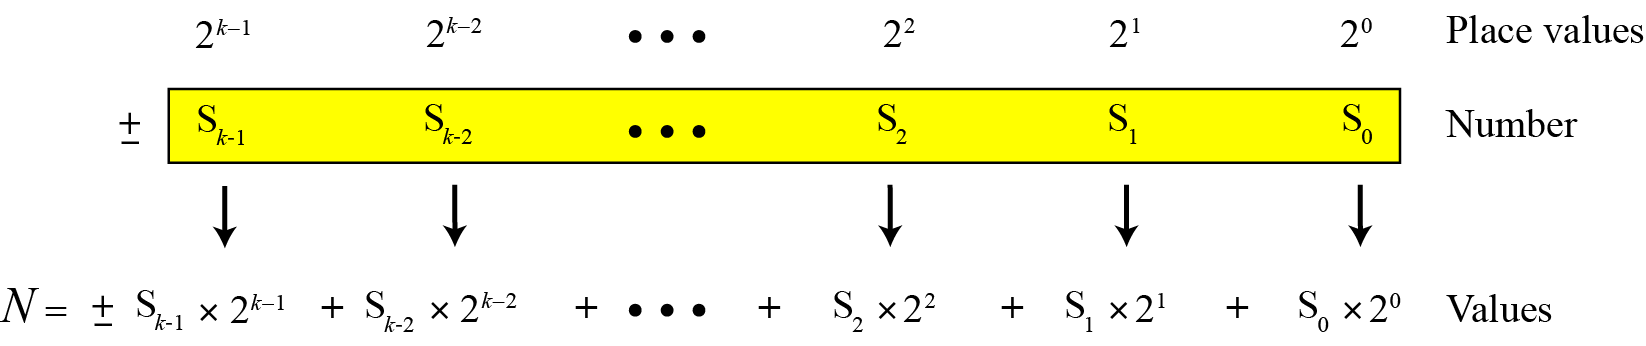 2^{k–1} 2^{k–2} • • • 2^2 2^1 2^0 Place values
± S_{k-1} S_{k-2} • • • S_2 S_1 S_0 Number
N = ± S_{k-1} × 2^{k–1} + S_{k-2} × 2^{k–2} + • • • + S_2 × 2^2 + S_1 × 2^1 + S_0 × 2^0 Values